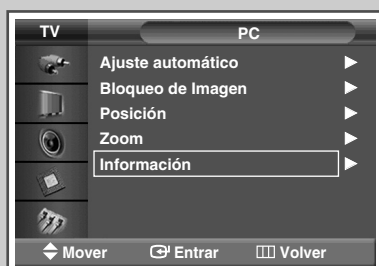 TV PC
Ajuste automático
Bloqueo de Imagen
Posición
Zoom
Información
Mover Entrar Volver